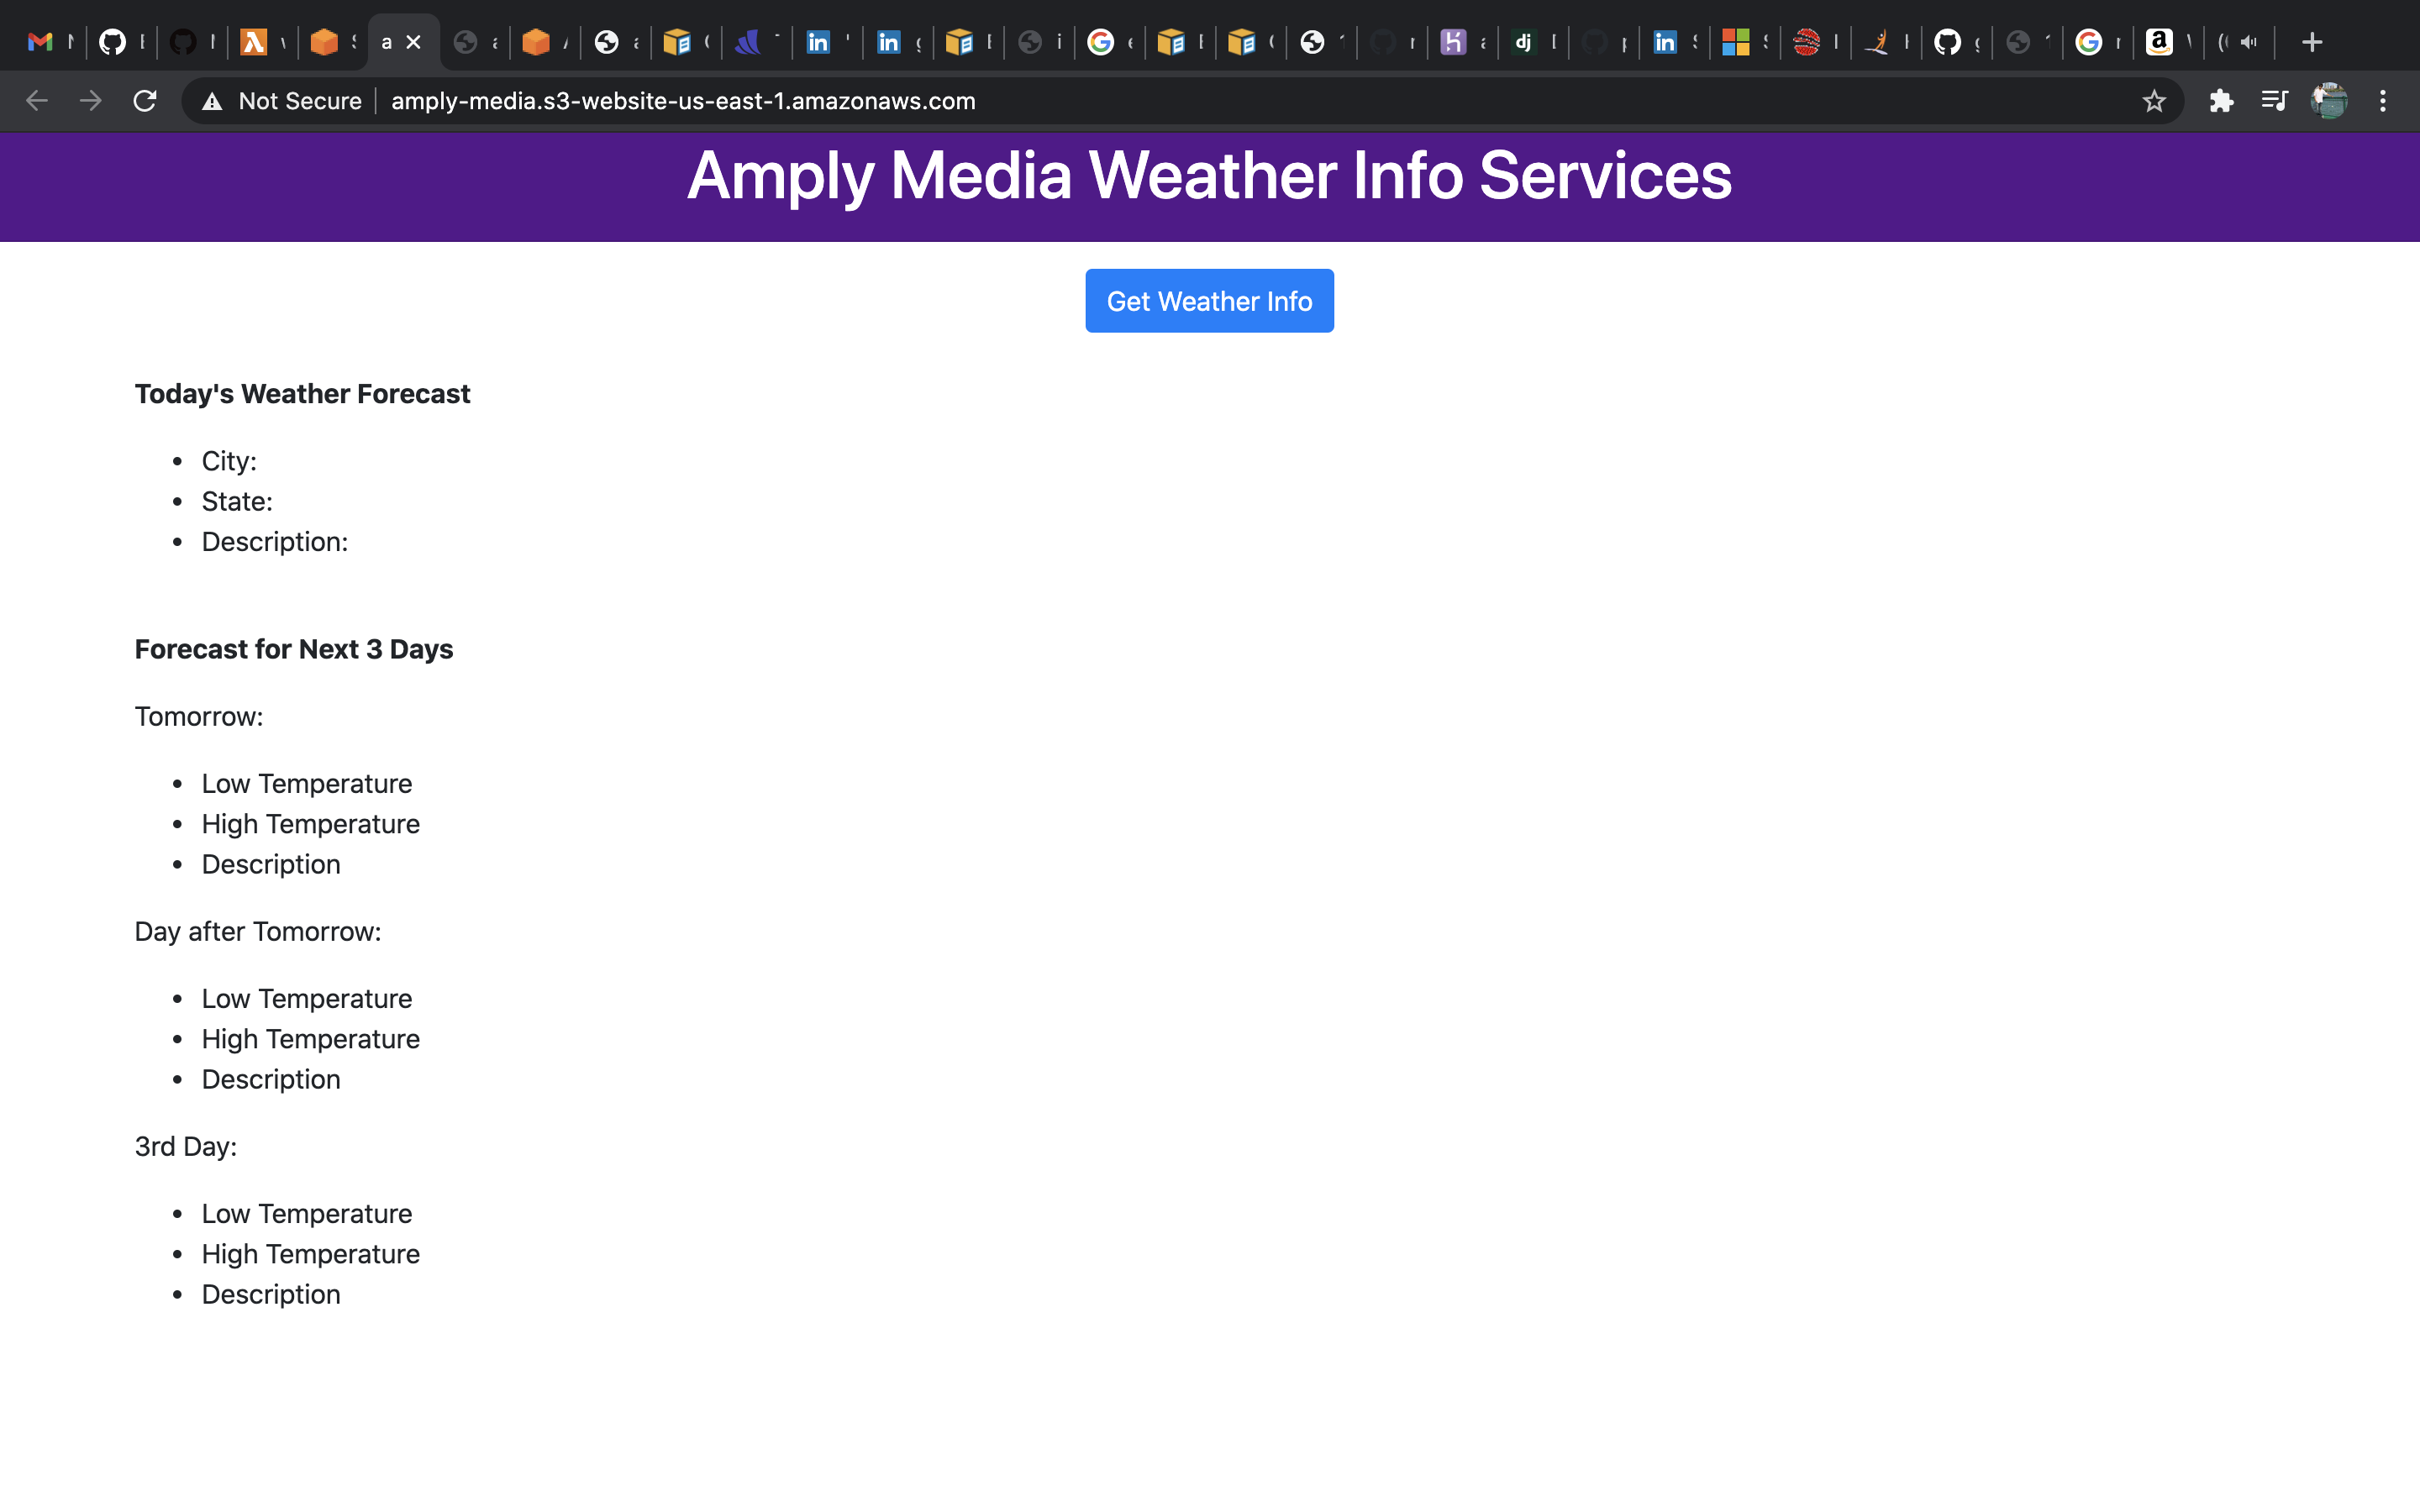 Not Secure amply-media.s3-website-us-east-1.amazonaws.com
Amply Media Weather Info Services
Get Weather Info
Today's Weather Forecast
City:
State:
Description:
Forecast for Next 3 Days
Tomorrow:
Low Temperature
High Temperature
Description
Day after Tomorrow:
Low Temperature
High Temperature
Description
3rd Day:
Low Temperature
High Temperature
Description